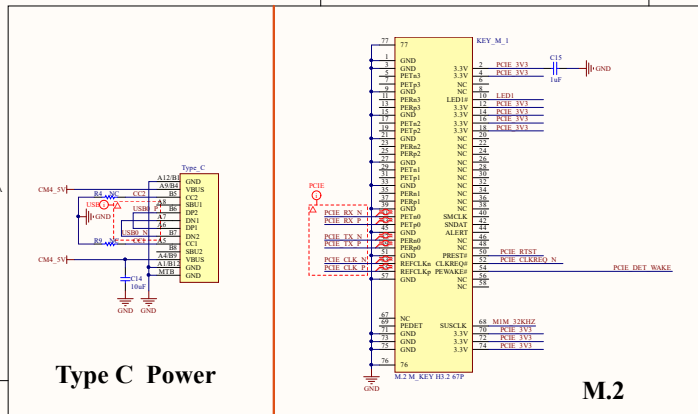 Type_C
A12/B1 GND
A9/B4 VBUS
CM4_5V
R4 NC CC2 B5 CC2
A8 SBU1
USB
USB0_P B6 DP2
A7 DN1
GND
A6 DP1
USB0_N B7 DN2
R9 NC CC1 A5 CC1
B8 SBU2
CM4_5V A4/B9 VBUS
A1/B12 GND
MTB GND
C14
10uF
GND GND
Type C Power
KEY_M_1
77 77
1 GND
3 GND 3.3V 2 PCIE_3V3
5 PETn3 3.3V 4 PCIE_3V3
7 PETp3 NC 6
9 GND NC 8
11 PERn3 LED1# 10 LED1
13 PERp3 3.3V 12 PCIE_3V3
15 GND 3.3V 14 PCIE_3V3
17 PETn2 3.3V 16 PCIE_3V3
19 PETp2 3.3V 18 PCIE_3V3
21 GND NC 20
23 PERn2 NC 22
25 PERp2 NC 24
27 GND NC 26
29 PETn1 NC 28
31 PETp1 NC 30
33 GND NC 32
35 PERn1 NC 34
37 PERp1 NC 36
39 GND NC 38
PCIE_RX_N PETn0 SMCLK 40
PCIE_RX_P PETp0 SNDAT 42
45 GND ALERT 44
PCIE_TX_N PERn0 NC 46
PCIE_TX_P PERp0 NC 48
51 GND PREST# 50 PCIE_RTST
PCIE_CLK_N REFCLKn CLKREQ# 52 PCIE_CLKREQ_N
PCIE_CLK_P REFCLKp PEWAKE# 54 PCIE_DET_WAKE
57 GND NC 56
NC 58
PCIE
C15
1uF
GND
67 NC
69 PEDET SUSCLK 68 M1M_32KHZ
71 GND 3.3V 70 PCIE_3V3
73 GND 3.3V 72 PCIE_3V3
75 GND 3.3V 74 PCIE_3V3
76 76
GND
M.2 M_KEY H3.2 67P
M.2
A